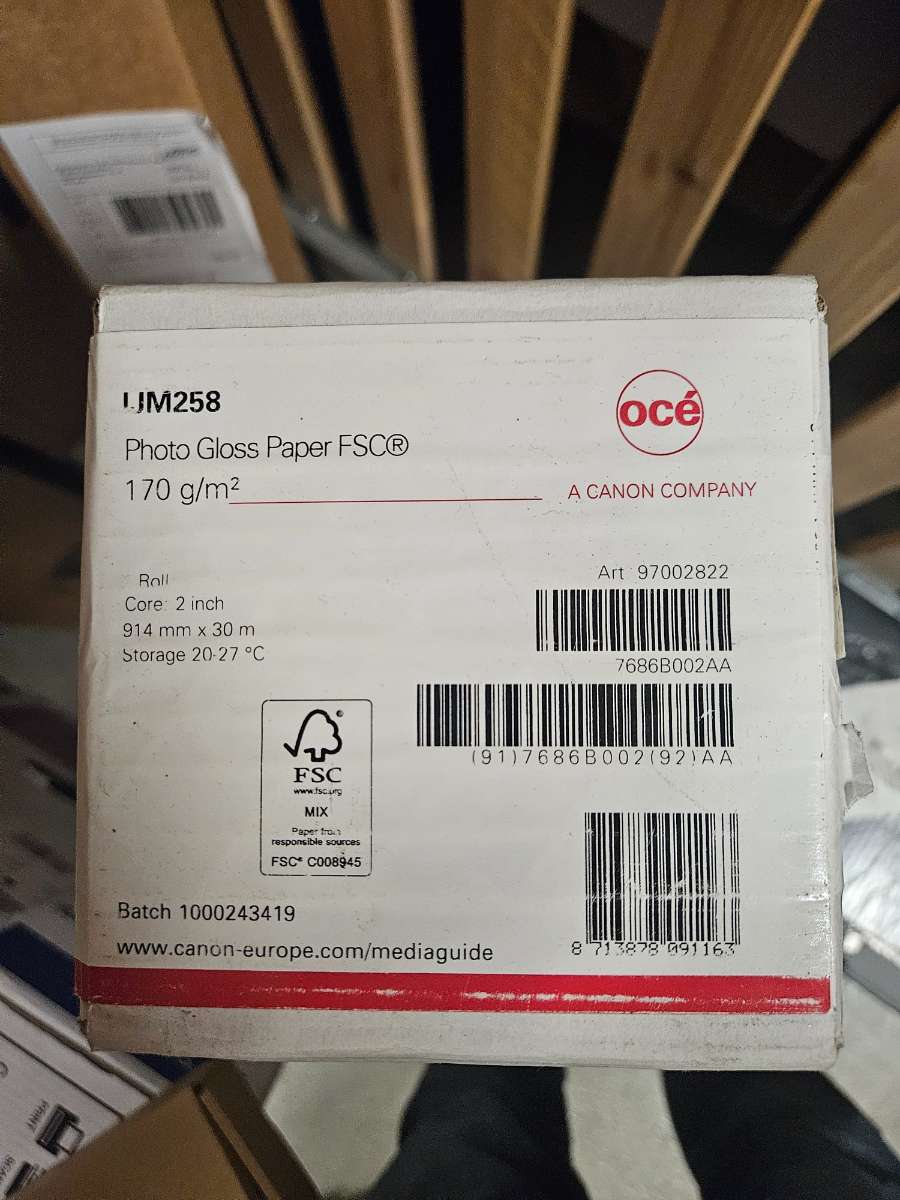 IJM258
Photo Gloss Paper FSC®
170 g/m²
océ
A CANON COMPANY
Roll
Core: 2 inch
914 mm x 30 m
Storage 20-27 °C
Art 97002822
7686B002AA
(91)7686B002(92)AA
FSC
www.fsc.org
MIX
Paper from
responsible sources
FSC® C008945
Batch 1000243419
www.canon-europe.com/mediaguide
8 713878 091163
PRINT